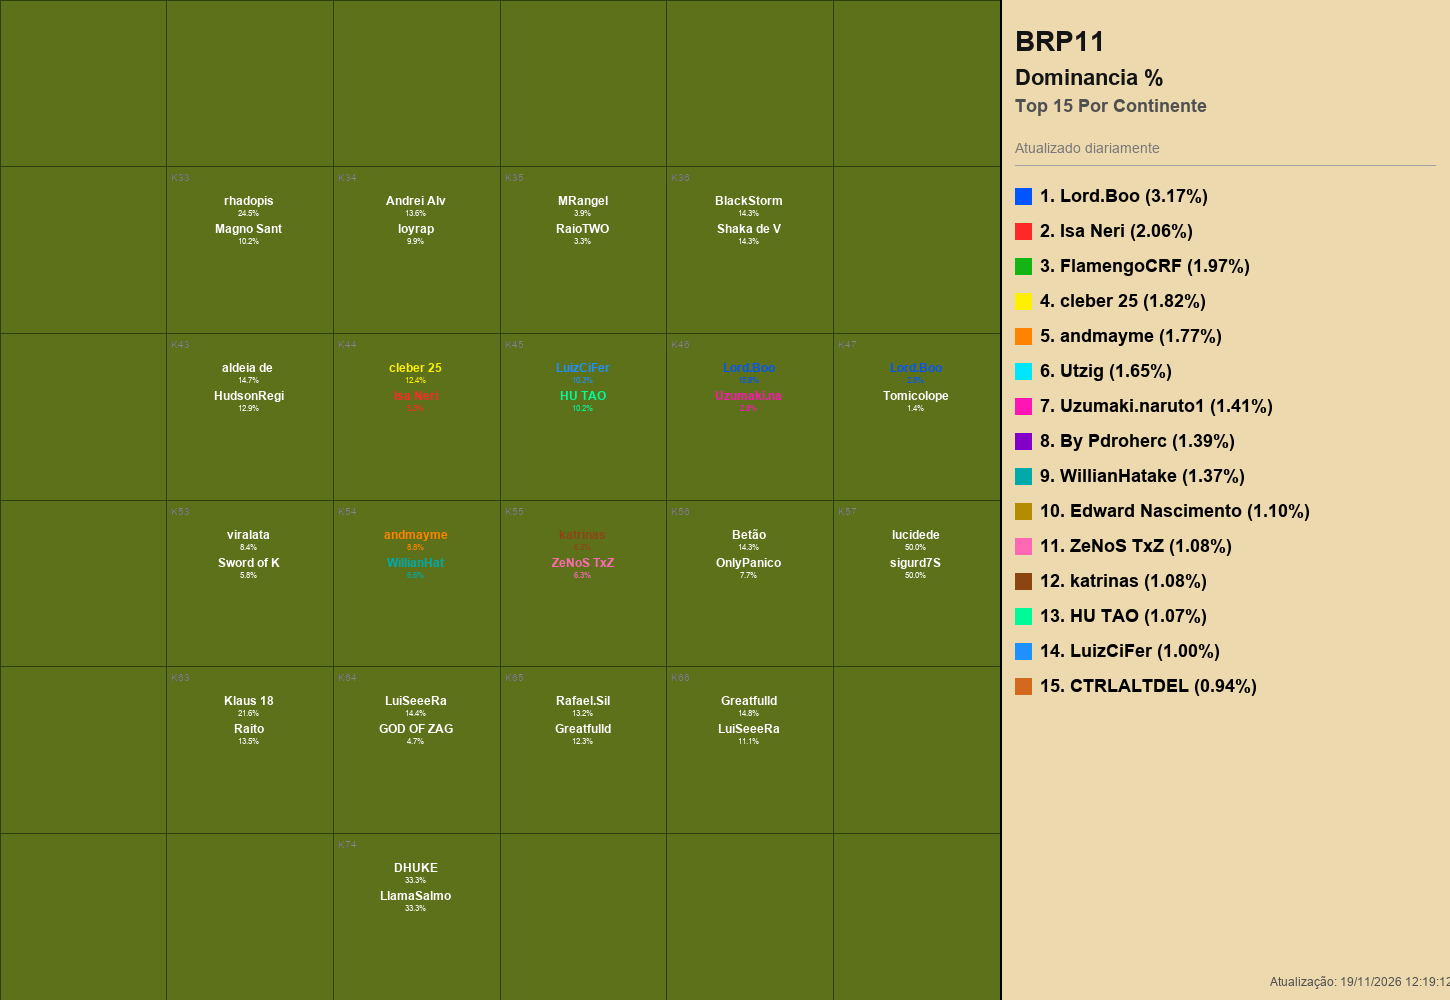 K33
rhadopis
24.5%
Magno Sant
10.2%
K34
Andrei Alv
13.6%
loyrap
9.9%
K35
MRangel
3.9%
RaioTWO
3.3%
K36
BlackStorm
14.3%
Shaka de V
14.3%
K43
aldeia de
14.7%
HudsonRegi
12.9%
K44
cleber 25
12.4%
Isa Neri
K45
LuizCiFer
10.2%
HU TAO
10.2%
K46
Lord.Boo
Uzumaki.na
K47
Lord.Boo
Tomicolope
1.4%
K53
viralata
8.4%
Sword of K
5.8%
K54
andmayme
8.8%
WillianHat
K55
katrinas
ZeNoS TxZ
6.3%
K56
Betão
14.3%
OnlyPanico
7.7%
K57
lucidede
50.0%
sigurd7S
50.0%
K63
Klaus 18
21.6%
Raito
13.5%
K64
LuiSeeeRa
14.4%
GOD OF ZAG
4.7%
K65
Rafael.Sil
13.2%
Greatfulld
12.3%
K66
Greatfulld
14.8%
LuiSeeeRa
11.1%
K74
DHUKE
33.3%
LlamaSalmo
33.3%
BRP11
Dominancia %
Top 15 Por Continente
Atualizado diariamente
1. Lord.Boo (3.17%)
2. Isa Neri (2.06%)
3. FlamengoCRF (1.97%)
4. cleber 25 (1.82%)
5. andmayme (1.77%)
6. Utzig (1.65%)
7. Uzumaki.naruto1 (1.41%)
8. By Pdroherc (1.39%)
9. WillianHatake (1.37%)
10. Edward Nascimento (1.10%)
11. ZeNoS TxZ (1.08%)
12. katrinas (1.08%)
13. HU TAO (1.07%)
14. LuizCiFer (1.00%)
15. CTRLALTDEL (0.94%)
Atualização: 19/11/2026 12:19:12